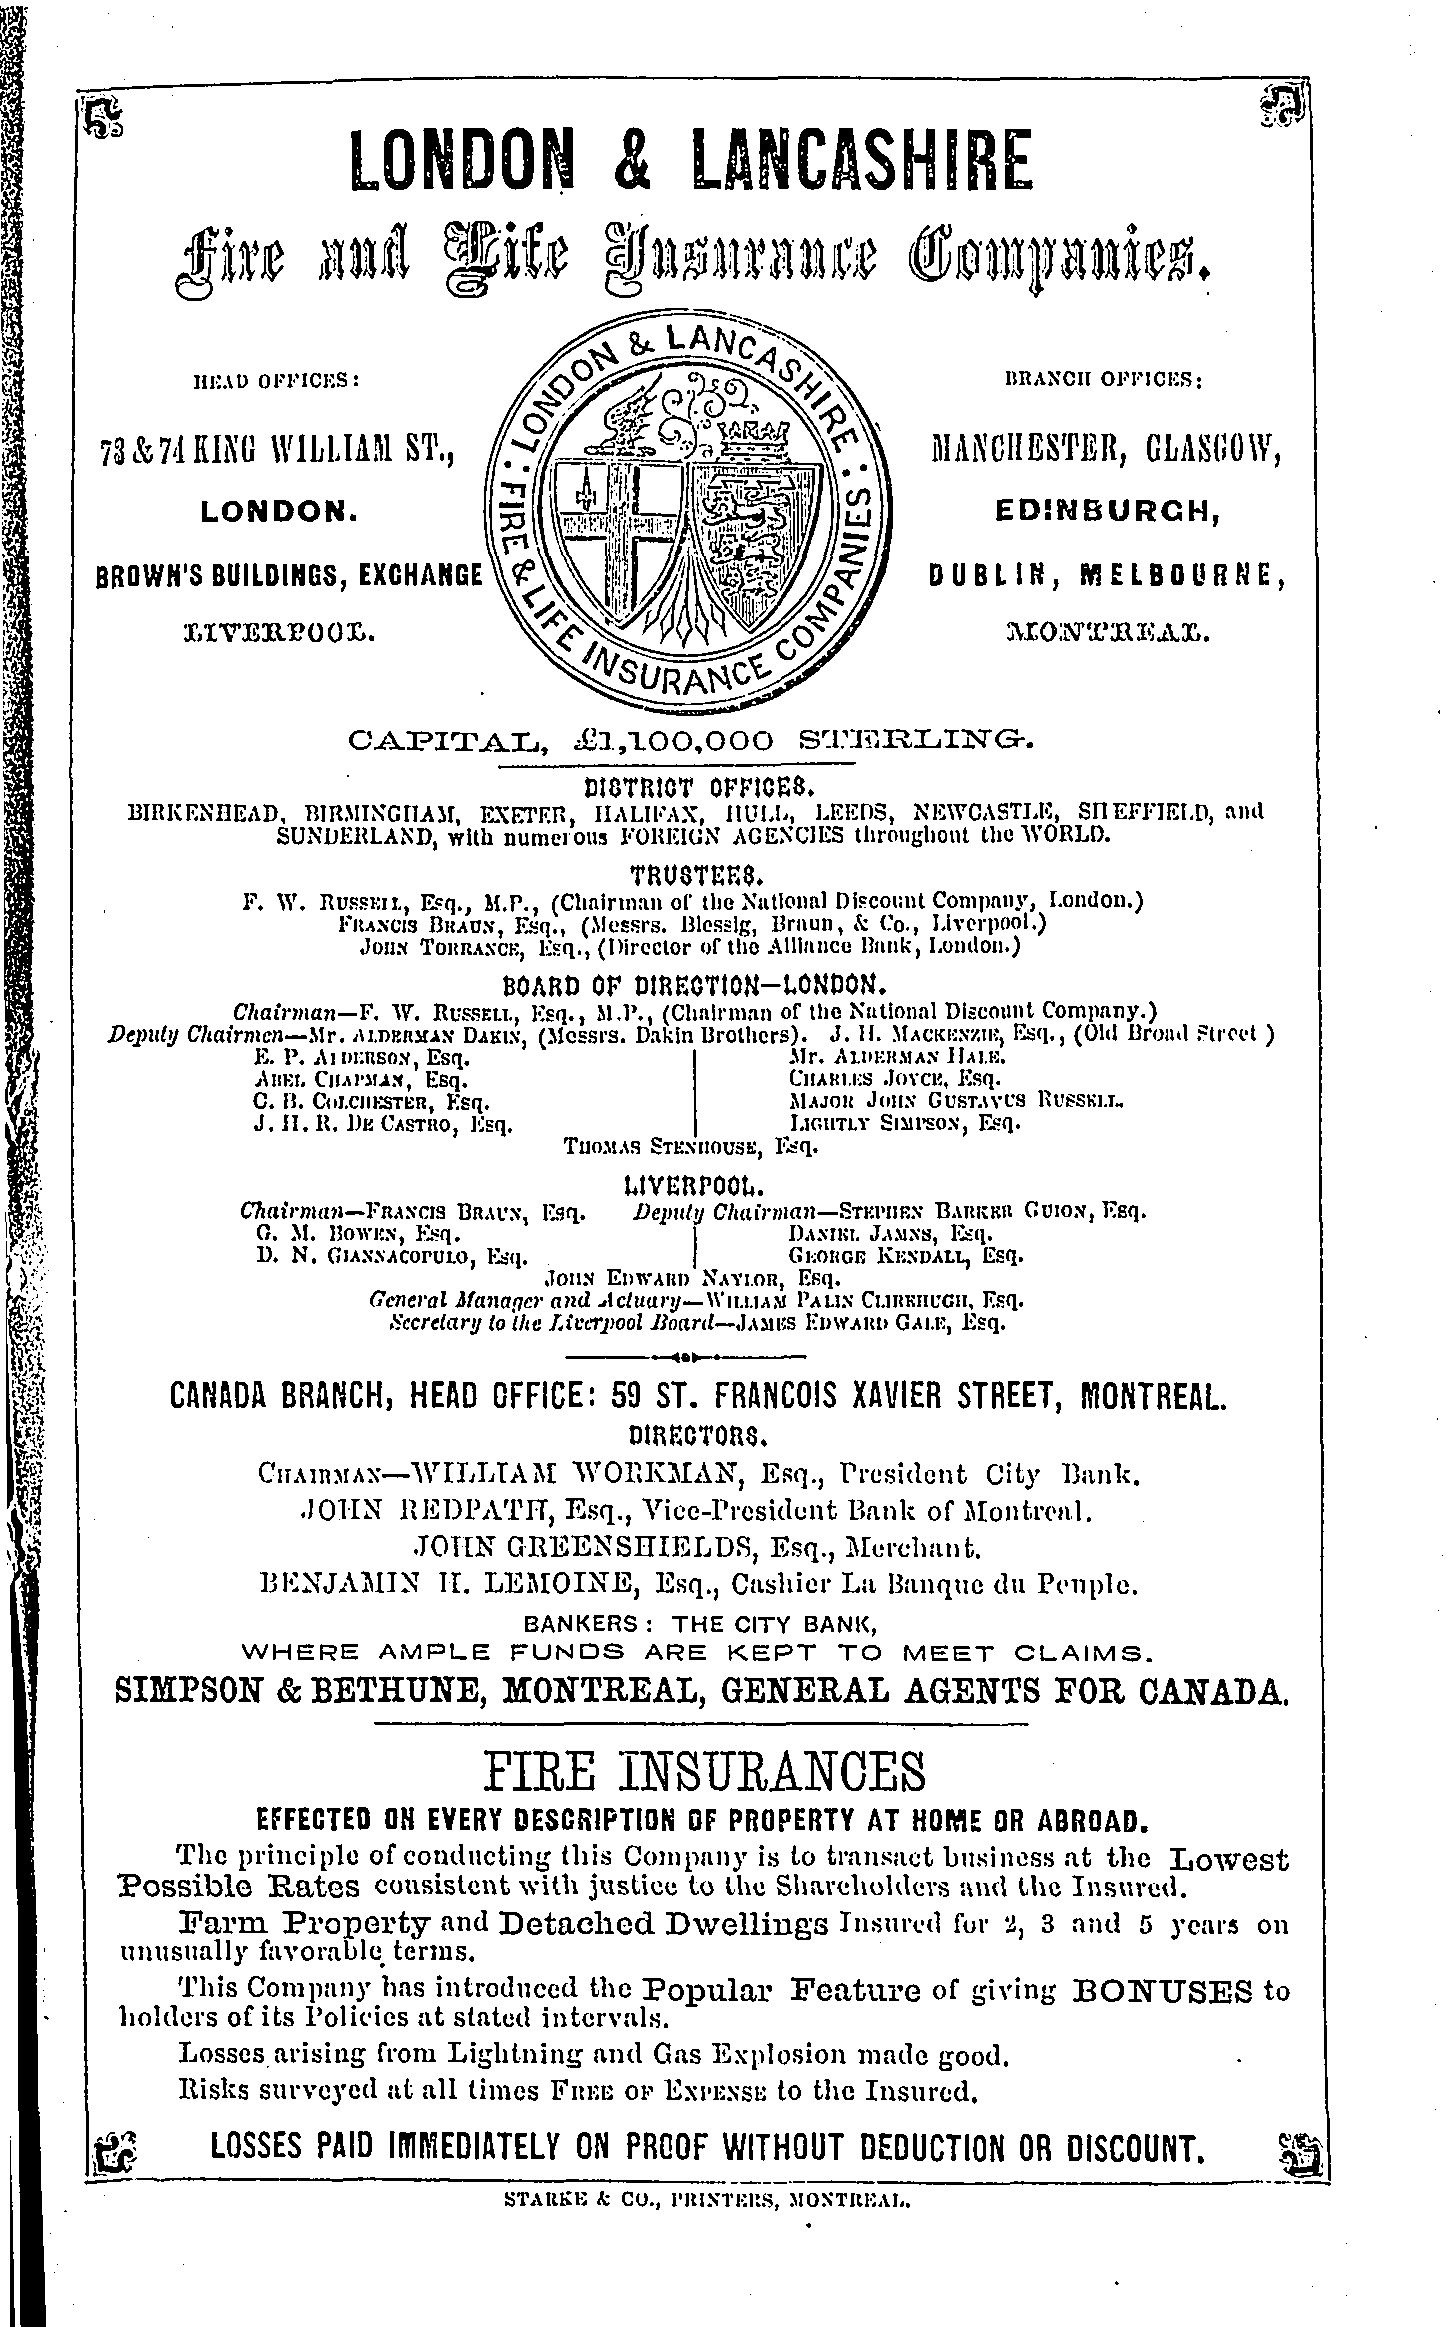 LONDON & LANCASHIRE
Fire and Life Insurance Companies.
HEAD OFFICES:
73 & 74 KING WILLIAM ST.,
LONDON.
BROWN'S BUILDINGS, EXCHANGE
LIVERPOOL.
LONDON & LANCASHIRE :
: FIRE & LIFE INSURANCE COMPANIES
BRANCH OFFICES:
MANCHESTER, GLASGOW,
EDINBURGH,
DUBLIN, MELBOURNE,
MONTREAL.
CAPITAL, £1,100,000 STERLING.
DISTRICT OFFICES.
BIRKENHEAD, BIRMINGHAM, EXETER, HALIFAX, HULL, LEEDS, NEWCASTLE, SHEFFIELD, and
SUNDERLAND, with numerous FOREIGN AGENCIES throughout the WORLD.
TRUSTEES.
F. W. RUSSELL, Esq., M.P., (Chairman of the National Discount Company, London.)
FRANCIS BRAUN, Esq., (Messrs. Blessig, Braun, & Co., Liverpool.)
JOHN TORRANCE, Esq., (Director of the Alliance Bank, London.)
BOARD OF DIRECTION—LONDON.
Chairman—F. W. RUSSELL, Esq., M.P., (Chairman of the National Discount Company.)
Deputy Chairmen—Mr. ALDERMAN DAKIN, (Messrs. Dakin Brothers). J. H. MACKENZIE, Esq., (Old Broad Street )
E. P. ALDERSON, Esq. Mr. ALDERMAN HALE.
ABEL CHAPMAN, Esq. CHARLES JOYCE, Esq.
C. B. COLCHESTER, Esq. MAJOR JOHN GUSTAVUS RUSSELL.
J. H. R. DE CASTRO, Esq. LIGHTLY SIMPSON, Esq.
THOMAS STENHOUSE, Esq.
LIVERPOOL.
Chairman—FRANCIS BRAUN, Esq. Deputy Chairman—STEPHEN BARKER GUION, Esq.
G. M. BOWEN, Esq. DANIEL JAMNS, Esq.
D. N. GIANNACOPULO, Esq. GEORGE KENDALL, Esq.
JOHN EDWARD NAYLOR, Esq.
General Manager and Actuary—WILLIAM PALIN CLIREHUGH, Esq.
Secretary to the Liverpool Board—JAMES EDWARD GALE, Esq.
CANADA BRANCH, HEAD OFFICE: 59 ST. FRANCOIS XAVIER STREET, MONTREAL.
DIRECTORS.
CHAIRMAN—WILLIAM WORKMAN, Esq., President City Bank.
JOHN REDPATH, Esq., Vice-President Bank of Montreal.
JOHN GREENSHIELDS, Esq., Merchant.
BENJAMIN H. LEMOINE, Esq., Cashier La Banque du Peuple.
BANKERS: THE CITY BANK,
WHERE AMPLE FUNDS ARE KEPT TO MEET CLAIMS.
SIMPSON & BETHUNE, MONTREAL, GENERAL AGENTS FOR CANADA.
FIRE INSURANCES
EFFECTED ON EVERY DESCRIPTION OF PROPERTY AT HOME OR ABROAD.
The principle of conducting this Company is to transact business at the Lowest
Possible Rates consistent with justice to the Shareholders and the Insured.
Farm Property and Detached Dwellings Insured for 2, 3 and 5 years on
unusually favorable terms.
This Company has introduced the Popular Feature of giving BONUSES to
holders of its Policies at stated intervals.
Losses arising from Lightning and Gas Explosion made good.
Risks surveyed at all times FREE OF EXPENSE to the Insured.
LOSSES PAID IMMEDIATELY ON PROOF WITHOUT DEDUCTION OR DISCOUNT.
STARKE & CO., PRINTERS, MONTREAL.